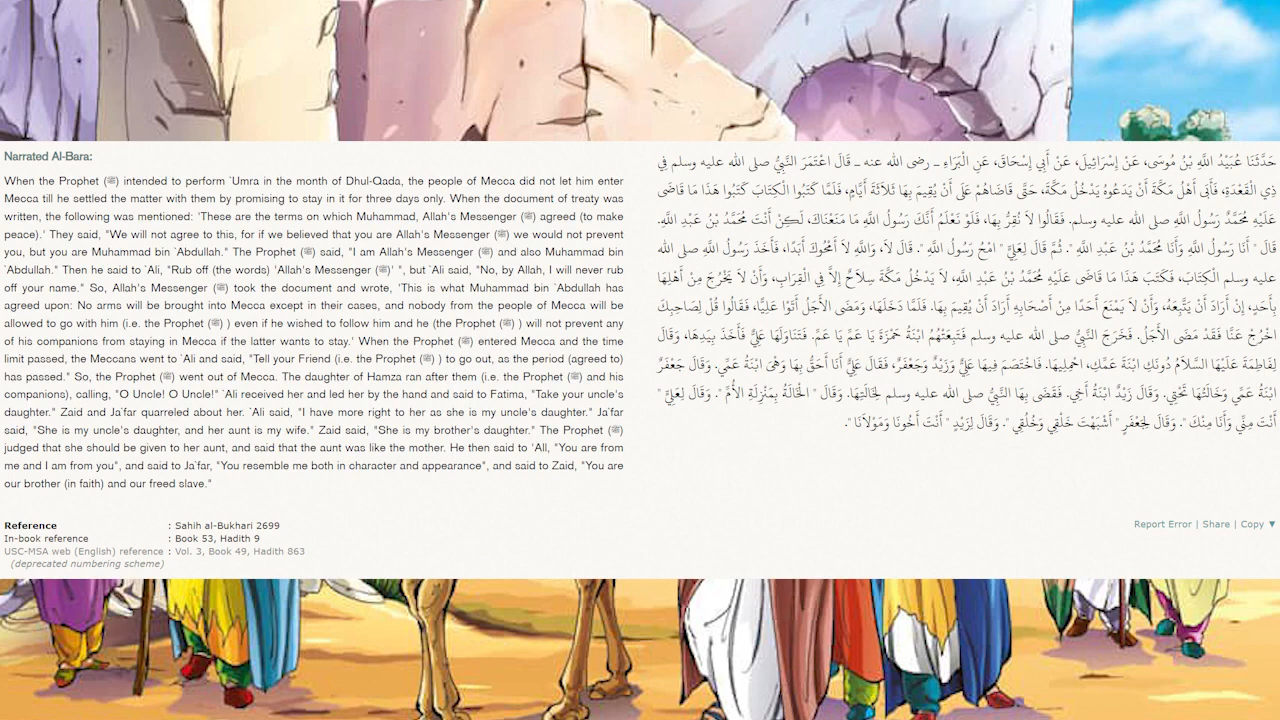 Narrated Al-Bara:
When the Prophet (ﷺ) intended to perform `Umra in the month of Dhul-Qada, the people of Mecca did not let him enter
Mecca till he settled the matter with them by promising to stay in it for three days only. When the document of treaty was
written, the following was mentioned: 'These are the terms on which Muhammad, Allah's Messenger (ﷺ) agreed (to make
peace).' They said, "We will not agree to this, for if we believed that you are Allah's Messenger (ﷺ) we would not prevent
you, but you are Muhammad bin `Abdullah." The Prophet (ﷺ) said, "I am Allah's Messenger (ﷺ) and also Muhammad bin
`Abdullah." Then he said to `Ali, "Rub off (the words) 'Allah's Messenger (ﷺ)' ", but `Ali said, "No, by Allah, I will never rub
off your name." So, Allah's Messenger (ﷺ) took the document and wrote, 'This is what Muhammad bin `Abdullah has
agreed upon: No arms will be brought into Mecca except in their cases, and nobody from the people of Mecca will be
allowed to go with him (i.e. the Prophet (ﷺ) ) even if he wished to follow him and he (the Prophet (ﷺ) ) will not prevent any
of his companions from staying in Mecca if the latter wants to stay.' When the Prophet (ﷺ) entered Mecca and the time
limit passed, the Meccans went to `Ali and said, "Tell your Friend (i.e. the Prophet (ﷺ) ) to go out, as the period (agreed to)
has passed." So, the Prophet (ﷺ) went out of Mecca. The daughter of Hamza ran after them (i.e. the Prophet (ﷺ) and his
companions), calling, "O Uncle! O Uncle!" `Ali received her and led her by the hand and said to Fatima, "Take your uncle's
daughter." Zaid and Ja`far quarreled about her. `Ali said, "I have more right to her as she is my uncle's daughter." Ja`far
said, "She is my uncle's daughter, and her aunt is my wife." Zaid said, "She is my brother's daughter." The Prophet (ﷺ)
judged that she should be given to her aunt, and said that the aunt was like the mother. He then said to 'All, "You are from
me and I am from you", and said to Ja`far, "You resemble me both in character and appearance", and said to Zaid, "You are
our brother (in faith) and our freed slave."
حَدَّثَنَا عُبَيْدُ اللَّهِ بْنُ مُوسَى، عَنْ إِسْرَائِيلَ، عَنْ أَبِي إِسْحَاقَ، عَنِ الْبَرَاءِ ـ رضى الله عنه ـ قَالَ اعْتَمَرَ النَّبِيُّ صلى الله عليه وسلم فِي
ذِي الْقَعْدَةِ، فَأَبَى أَهْلُ مَكَّةَ أَنْ يَدَعُوهُ يَدْخُلُ مَكَّةَ، حَتَّى قَاضَاهُمْ عَلَى أَنْ يُقِيمَ بِهَا ثَلاَثَةَ أَيَّامٍ، فَلَمَّا كَتَبُوا الْكِتَابَ كَتَبُوا هَذَا مَا قَاضَى
عَلَيْهِ مُحَمَّدٌ رَسُولُ اللَّهِ صلى الله عليه وسلم. فَقَالُوا لاَ نُقِرُّ بِهَا، فَلَوْ نَعْلَمُ أَنَّكَ رَسُولُ اللَّهِ مَا مَنَعْنَاكَ، لَكِنْ أَنْتَ مُحَمَّدُ بْنُ عَبْدِ اللَّهِ.
قَالَ " أَنَا رَسُولُ اللَّهِ وَأَنَا مُحَمَّدُ بْنُ عَبْدِ اللَّهِ ". ثُمَّ قَالَ لِعَلِيٍّ " امْحُ رَسُولُ اللَّهِ ". قَالَ لاَ، وَاللَّهِ لاَ أَمْحُوكَ أَبَدًا، فَأَخَذَ رَسُولُ اللَّهِ صلى الله
عليه وسلم الْكِتَابَ، فَكَتَبَ هَذَا مَا قَاضَى عَلَيْهِ مُحَمَّدُ بْنُ عَبْدِ اللَّهِ، لاَ يَدْخُلُ مَكَّةَ سِلاَحٌ إِلاَّ فِي الْقِرَابِ، وَأَنْ لاَ يَخْرُجَ مِنْ أَهْلِهَا
بِأَحَدٍ، إِنْ أَرَادَ أَنْ يَتَّبِعَهُ، وَأَنْ لاَ يَمْنَعَ أَحَدًا مِنْ أَصْحَابِهِ أَرَادَ أَنْ يُقِيمَ بِهَا. فَلَمَّا دَخَلَهَا، وَمَضَى الأَجَلُ أَتَوْا عَلِيًّا، فَقَالُوا قُلْ لِصَاحِبِكَ
اخْرُجْ عَنَّا فَقَدْ مَضَى الأَجَلُ. فَخَرَجَ النَّبِيُّ صلى الله عليه وسلم فَتَبِعَتْهُمُ ابْنَةُ حَمْزَةَ يَا عَمِّ يَا عَمِّ. فَتَنَاوَلَهَا عَلِيٌّ فَأَخَذَ بِيَدِهَا، وَقَالَ
لِفَاطِمَةَ عَلَيْهَا السَّلاَمُ دُونَكِ ابْنَةَ عَمِّكِ، احْمِلِيهَا. فَاخْتَصَمَ فِيهَا عَلِيٌّ وَزَيْدٌ وَجَعْفَرٌ، فَقَالَ عَلِيٌّ أَنَا أَحَقُّ بِهَا وَهْىَ ابْنَةُ عَمِّي. وَقَالَ جَعْفَرٌ
ابْنَةُ عَمِّي وَخَالَتُهَا تَحْتِي. وَقَالَ زَيْدٌ ابْنَةُ أَخِي. فَقَضَى بِهَا النَّبِيُّ صلى الله عليه وسلم لِخَالَتِهَا. وَقَالَ " الْخَالَةُ بِمَنْزِلَةِ الأُمِّ ". وَقَالَ لِعَلِيٍّ "
أَنْتَ مِنِّي وَأَنَا مِنْكَ ". وَقَالَ لِجَعْفَرٍ " أَشْبَهْتَ خَلْقِي وَخُلُقِي ". وَقَالَ لِزَيْدٍ " أَنْتَ أَخُونَا وَمَوْلاَنَا ".
Reference : Sahih al-Bukhari 2699
In-book reference : Book 53, Hadith 9
USC-MSA web (English) reference : Vol. 3, Book 49, Hadith 863
(deprecated numbering scheme)
Report Error | Share | Copy ▼